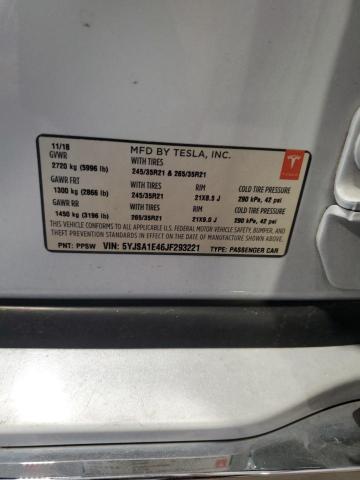 11/18 MFD BY TESLA, INC.
GVWR WITH TIRES
2720 kg (5996 lb) 245/35R21 & 265/35R21
GAWR FRT WITH TIRES RIM COLD TIRE PRESSURE
1300 kg (2866 lb) 245/35R21 21X8.5 J 290 kPa, 42 psi
GAWR RR WITH TIRES RIM COLD TIRE PRESSURE
1450 kg (3196 lb) 265/35R21 21X9.0 J 290 kPa, 42 psi
THIS VEHICLE CONFORMS TO ALL APPLICABLE U.S. FEDERAL MOTOR VEHICLE SAFETY, BUMPER, AND
THEFT PREVENTION STANDARDS IN EFFECT ON THE DATE OF MANUFACTURE SHOWN ABOVE.
PNT: PPSW VIN: 5YJSA1E46JF293221 TYPE: PASSENGER CAR
TESLA